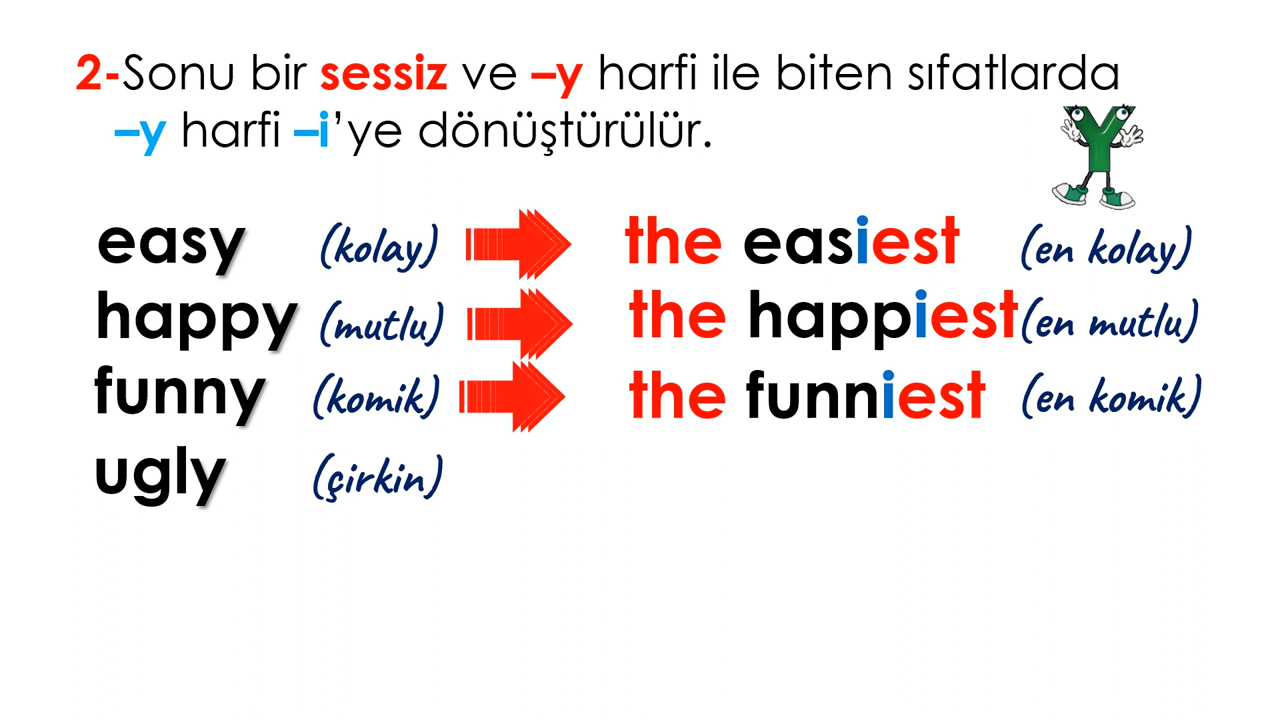 2-Sonu bir sessiz ve –y harfi ile biten sıfatlarda
–y harfi –i’ye dönüştürülür.
easy (kolay) the easiest (en kolay)
happy (mutlu) the happiest (en mutlu)
funny (komik) the funniest (en komik)
ugly (çirkin)